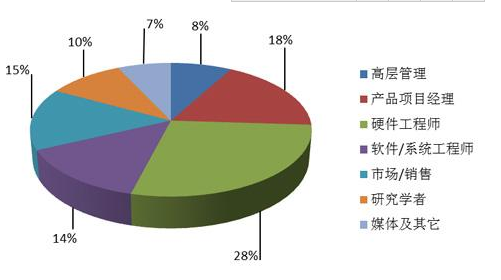 7%
8%
10%
18%
15%
14%
28%
高层管理
产品项目经理
硬件工程师
软件/系统工程师
市场/销售
研究学者
媒体及其它